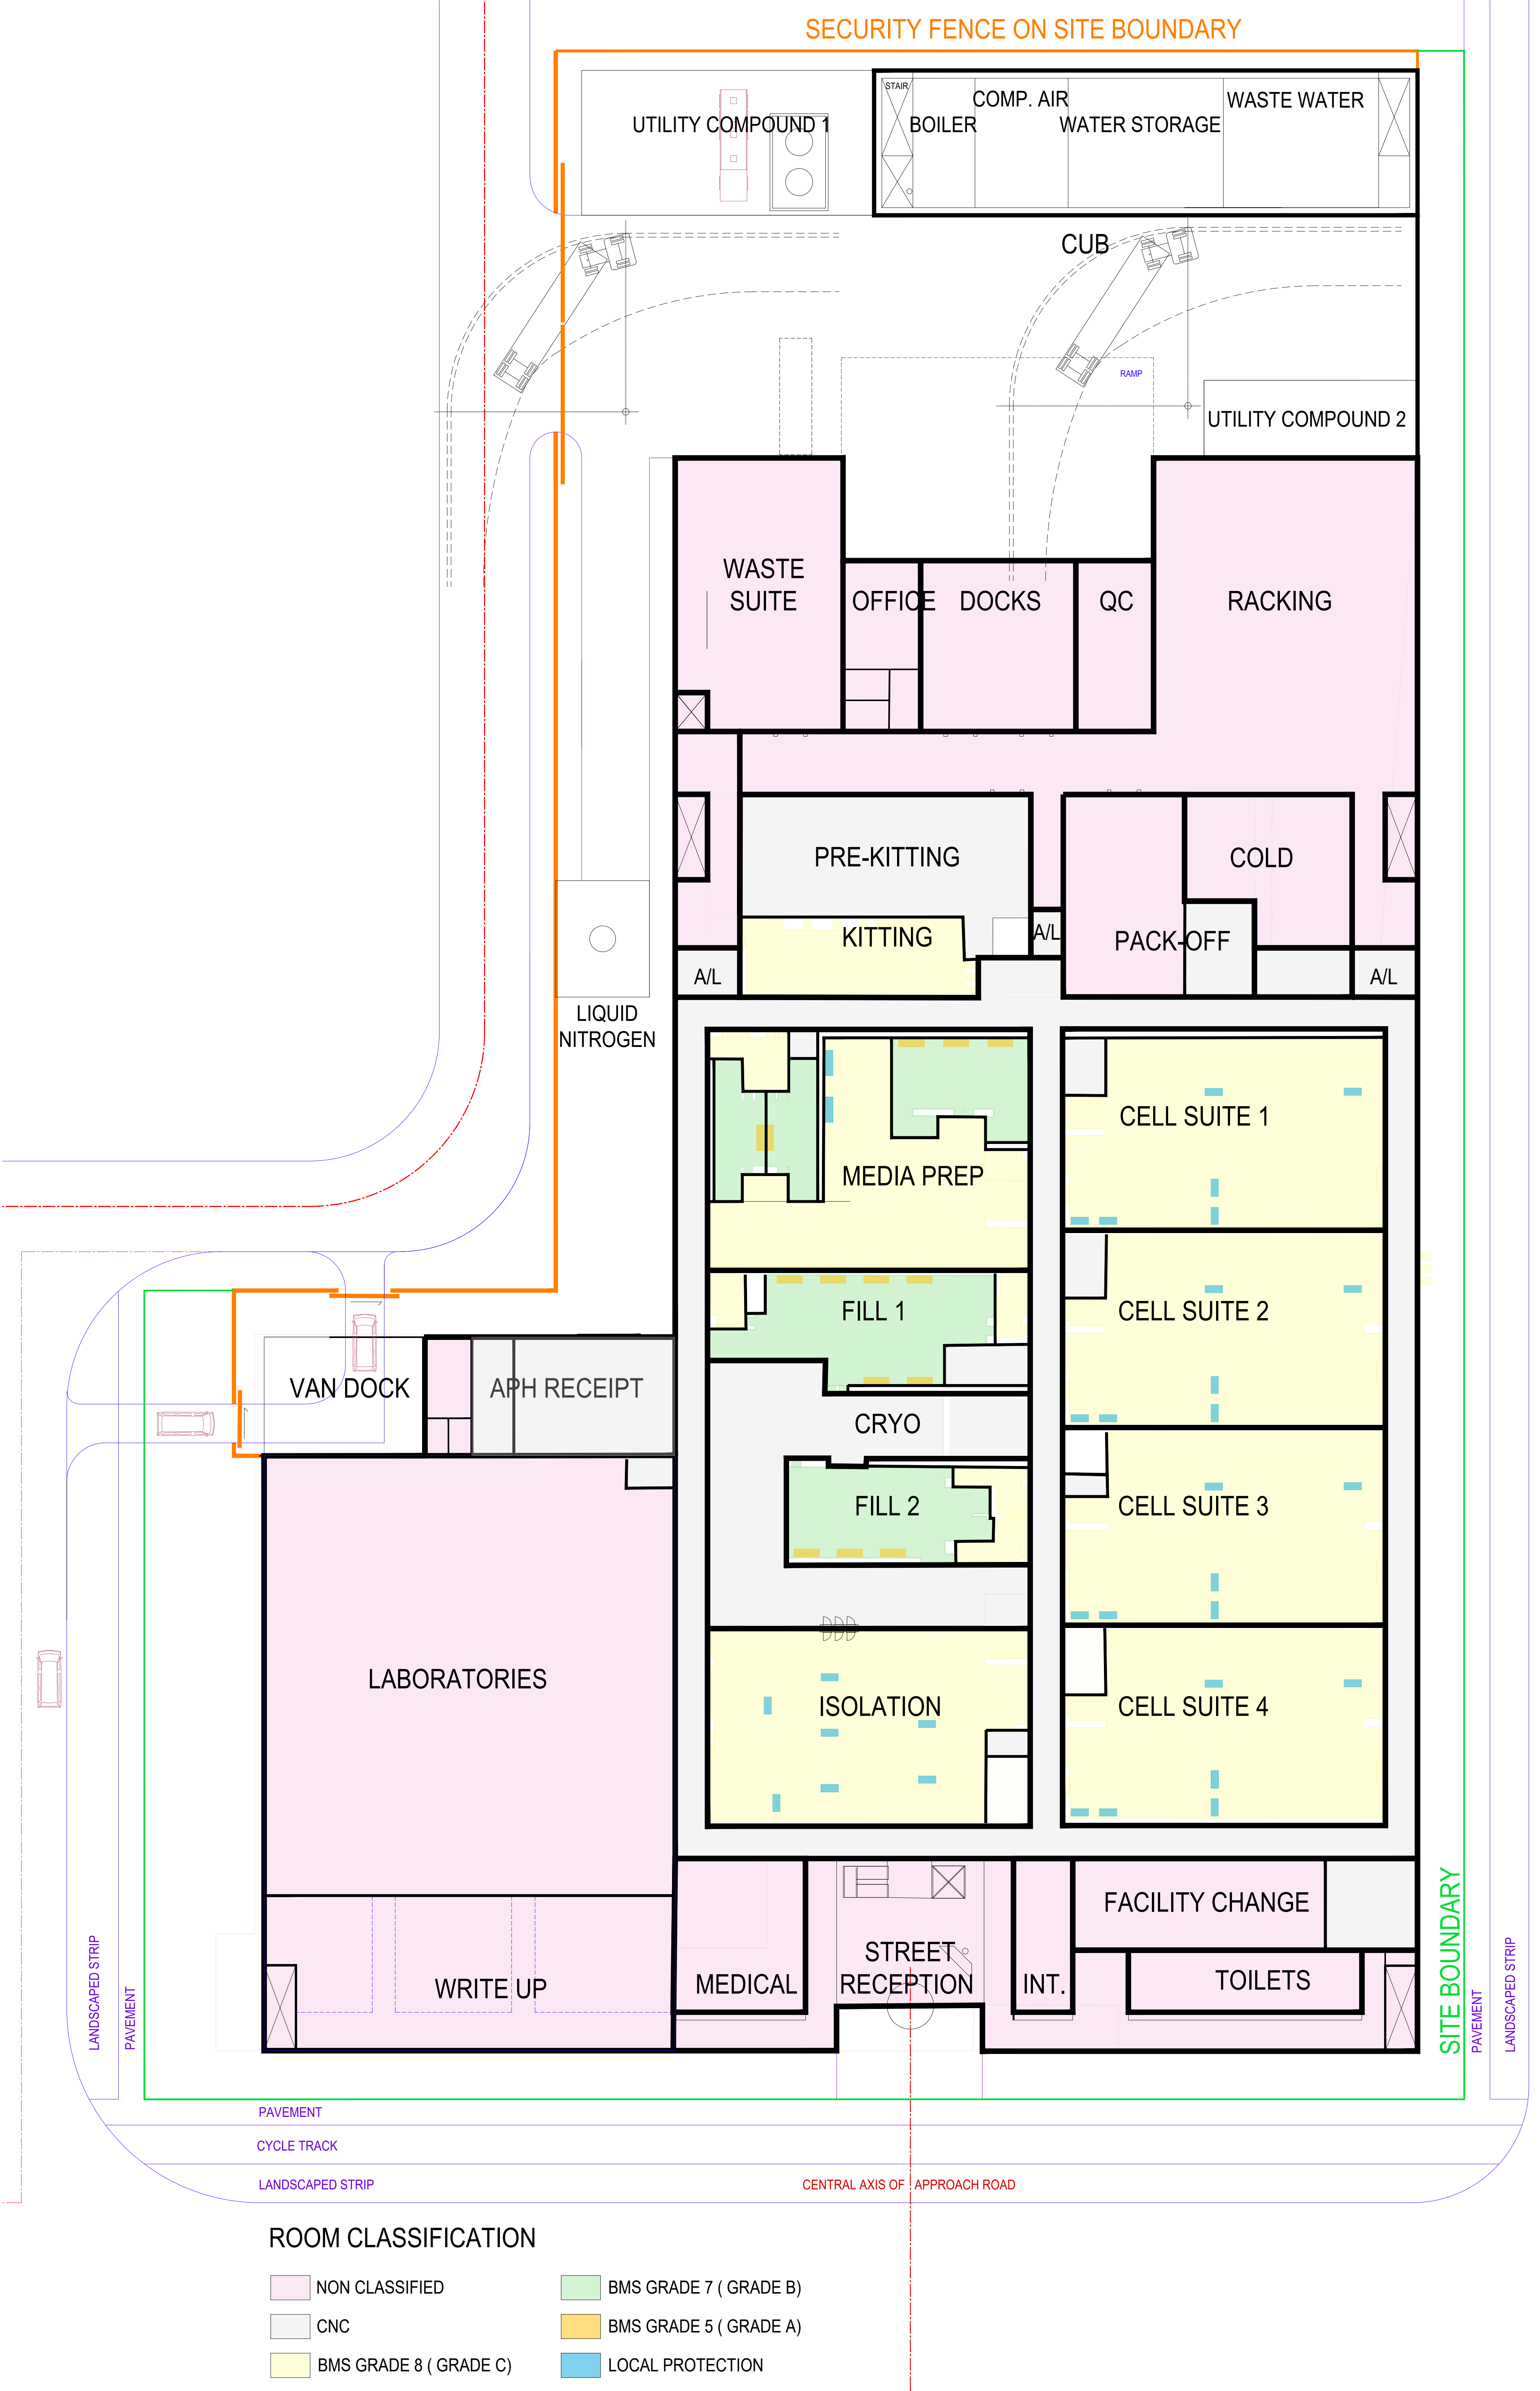 SECURITY FENCE ON SITE BOUNDARY
STAIR
COMP. AIR
WASTE WATER
UTILITY COMPOUND 1
BOILER
WATER STORAGE
CUB
RAMP
UTILITY COMPOUND 2
WASTE
SUITE
OFFICE
DOCKS
QC
RACKING
PRE-KITTING
COLD
KITTING
A/L
PACK-OFF
A/L
A/L
LIQUID
NITROGEN
CELL SUITE 1
MEDIA PREP
FILL 1
CELL SUITE 2
VAN DOCK
APH RECEIPT
CRYO
FILL 2
CELL SUITE 3
LABORATORIES
ISOLATION
CELL SUITE 4
FACILITY CHANGE
STREET
RECEPTION
MEDICAL
INT.
TOILETS
WRITE UP
LANDSCAPED STRIP
PAVEMENT
SITE BOUNDARY
PAVEMENT
LANDSCAPED STRIP
PAVEMENT
CYCLE TRACK
LANDSCAPED STRIP
CENTRAL AXIS OF APPROACH ROAD
ROOM CLASSIFICATION
NON CLASSIFIED
BMS GRADE 7 ( GRADE B)
CNC
BMS GRADE 5 ( GRADE A)
BMS GRADE 8 ( GRADE C)
LOCAL PROTECTION